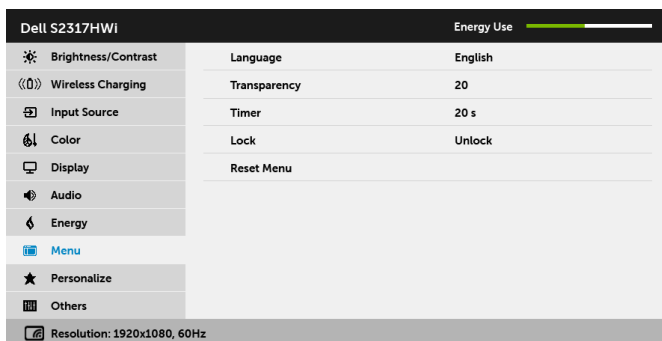 Dell S2317HWi Energy Use
Brightness/Contrast Language English
Wireless Charging Transparency 20
Input Source Timer 20 s
Color Lock Unlock
Display Reset Menu
Audio
Energy
Menu
Personalize
Others
Resolution: 1920x1080, 60Hz